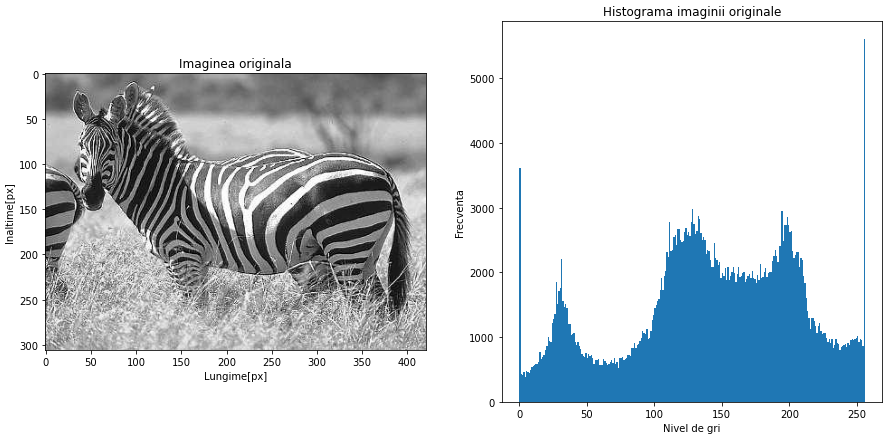 Imaginea originala
0
50
100
150
200
250
300
Inaltime[px]
0 50 100 150 200 250 300 350 400
Lungime[px]
Histograma imaginii originale
5000
4000
3000
2000
1000
0
Frecventa
0 50 100 150 200 250
Nivel de gri